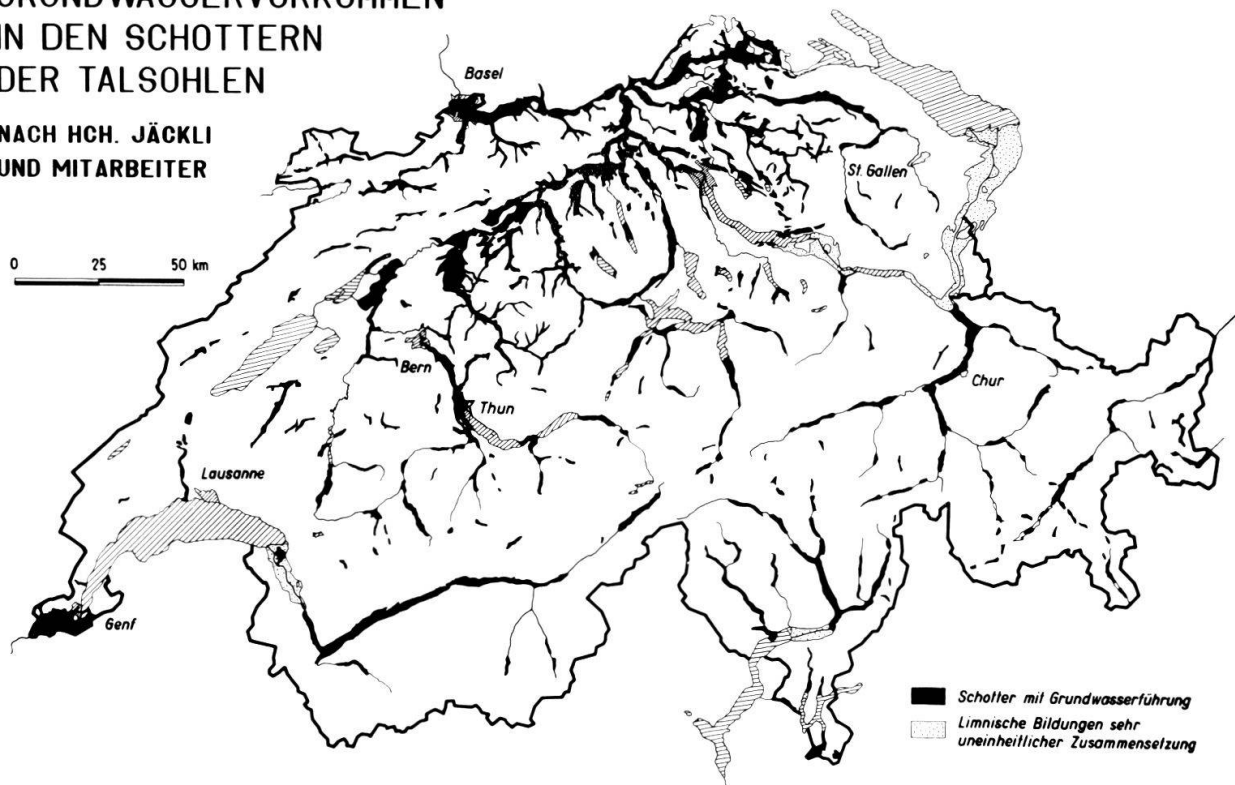 GRUNDWASSERVORKOMMEN
IN DEN SCHOTTERN
DER TALSOHLEN
NACH HCH. JÄCKLI
UND MITARBEITER
0 25 50 km
Basel
St. Gallen
Bern
Thun
Chur
Lausanne
Genf
Schotter mit Grundwasserführung
Limnische Bildungen sehr
uneinheitlicher Zusammensetzung